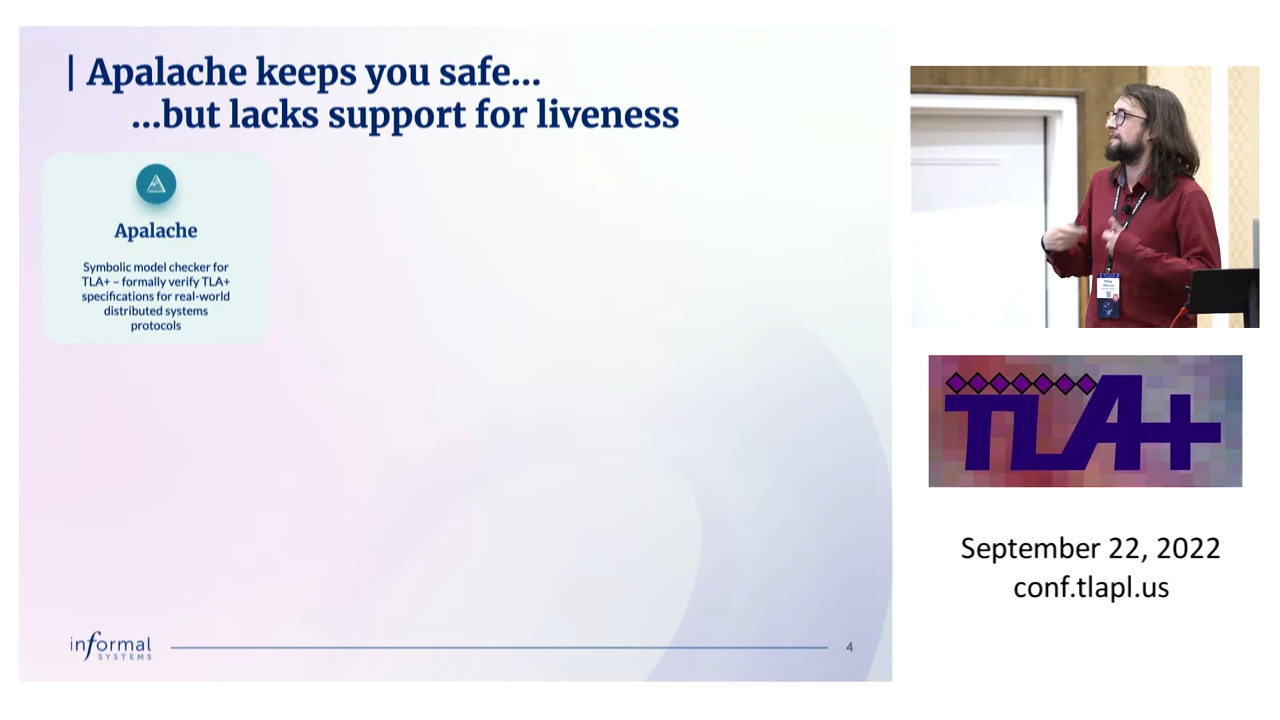 | Apalache keeps you safe...
...but lacks support for liveness
Apalache
Symbolic model checker for
TLA+ – formally verify TLA+
specifications for real-world
distributed systems
protocols
informal
SYSTEMS
4
TLA+
September 22, 2022
conf.tlapl.us